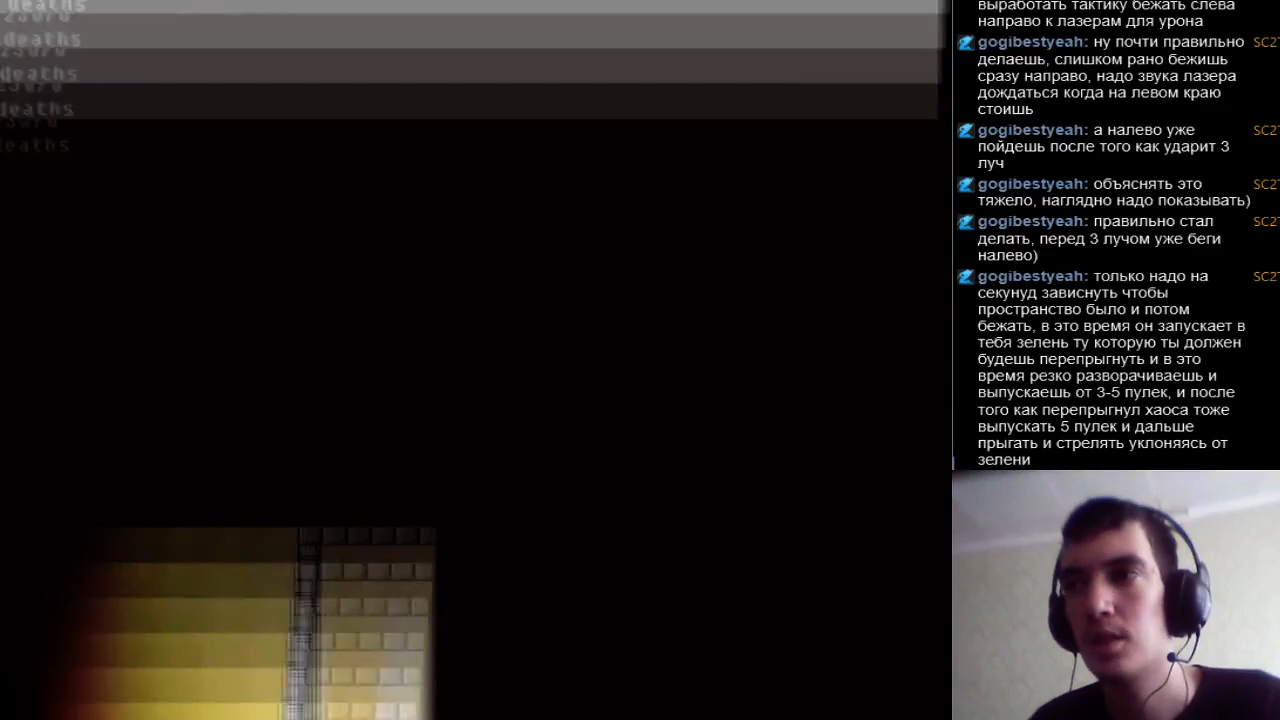 deaths
deaths
deaths
deaths
deaths
выработать тактику бежать слева
направо к лазерам для урона
gogibestyeah: ну почти правильно
делаешь, слишком рано бежишь
сразу направо, надо звука лазера
дождаться когда на левом краю
стоишь
gogibestyeah: а налево уже
пойдешь после того как ударит 3
луч
gogibestyeah: объяснять это
тяжело, наглядно надо показывать)
gogibestyeah: правильно стал
делать, перед 3 лучом уже беги
налево)
gogibestyeah: только надо на
секунуд зависнуть чтобы
пространство было и потом
бежать, в это время он запускает в
тебя зелень ту которую ты должен
будешь перепрыгнуть и в это
время резко разворачиваешь и
выпускаешь от 3-5 пулек, и после
того как перепрыгнул хаоса тоже
выпускать 5 пулек и дальше
прыгать и стрелять уклоняясь от
зелени